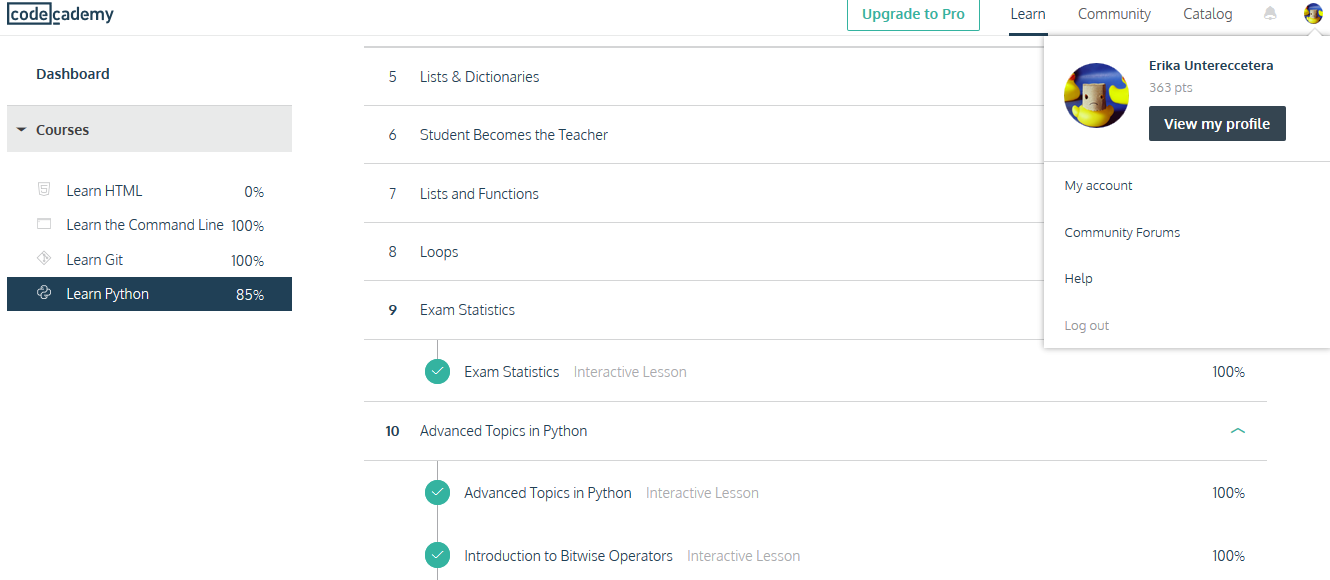 codecademy
Upgrade to Pro
Learn
Community
Catalog
Dashboard
Courses
Learn HTML 0%
Learn the Command Line 100%
Learn Git 100%
Learn Python 85%
5 Lists & Dictionaries
6 Student Becomes the Teacher
7 Lists and Functions
8 Loops
9 Exam Statistics
Exam Statistics Interactive Lesson 100%
10 Advanced Topics in Python
Advanced Topics in Python Interactive Lesson 100%
Introduction to Bitwise Operators Interactive Lesson 100%
Erika Untereccetera
363 pts
View my profile
My account
Community Forums
Help
Log out